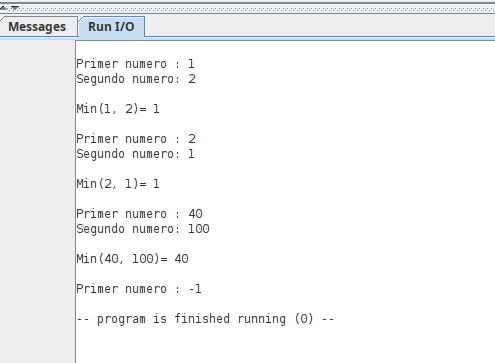 Messages Run I/O
Primer numero : 1
Segundo numero: 2
Min(1, 2)= 1
Primer numero : 2
Segundo numero: 1
Min(2, 1)= 1
Primer numero : 40
Segundo numero: 100
Min(40, 100)= 40
Primer numero : -1
-- program is finished running (0) --